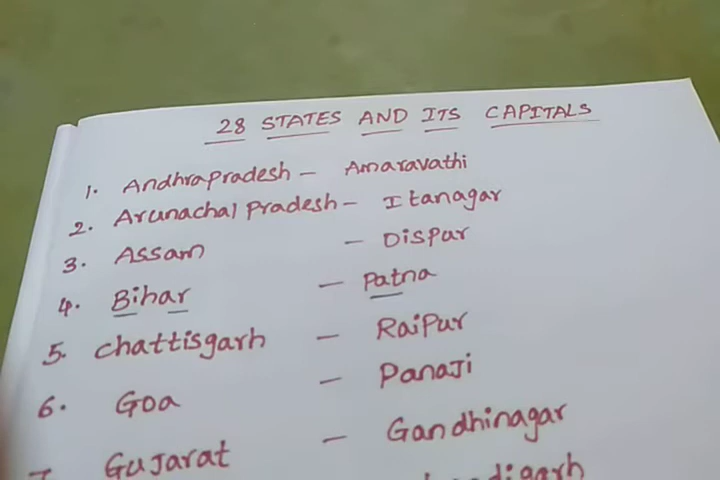 28 STATES AND ITS CAPITALS
1. Andhrapradesh - Amaravathi
2. Arunachal Pradesh - Itanagar
3. Assam - Dispur
4. Bihar - Patna
5. chattisgarh - Raipur
6. Goa - Panaji
Gujarat - Gandhinagar